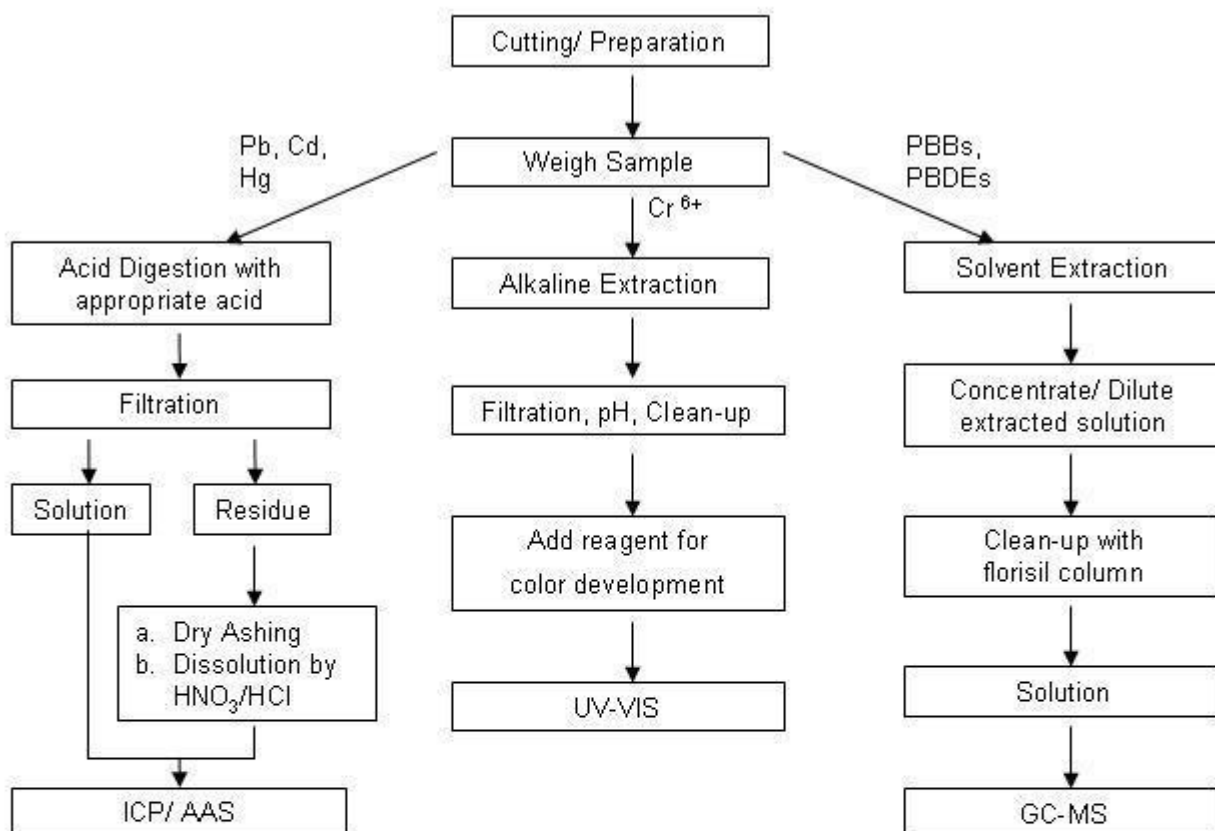 Cutting/ Preparation
Weigh Sample
Pb, Cd,
Hg
Cr ⁶⁺
PBBs,
PBDEs
Acid Digestion with
appropriate acid
Filtration
Solution
Residue
a. Dry Ashing
b. Dissolution by
HNO₃/HCl
ICP/ AAS
Alkaline Extraction
Filtration, pH, Clean-up
Add reagent for
color development
UV-VIS
Solvent Extraction
Concentrate/ Dilute
extracted solution
Clean-up with
florisil column
Solution
GC-MS